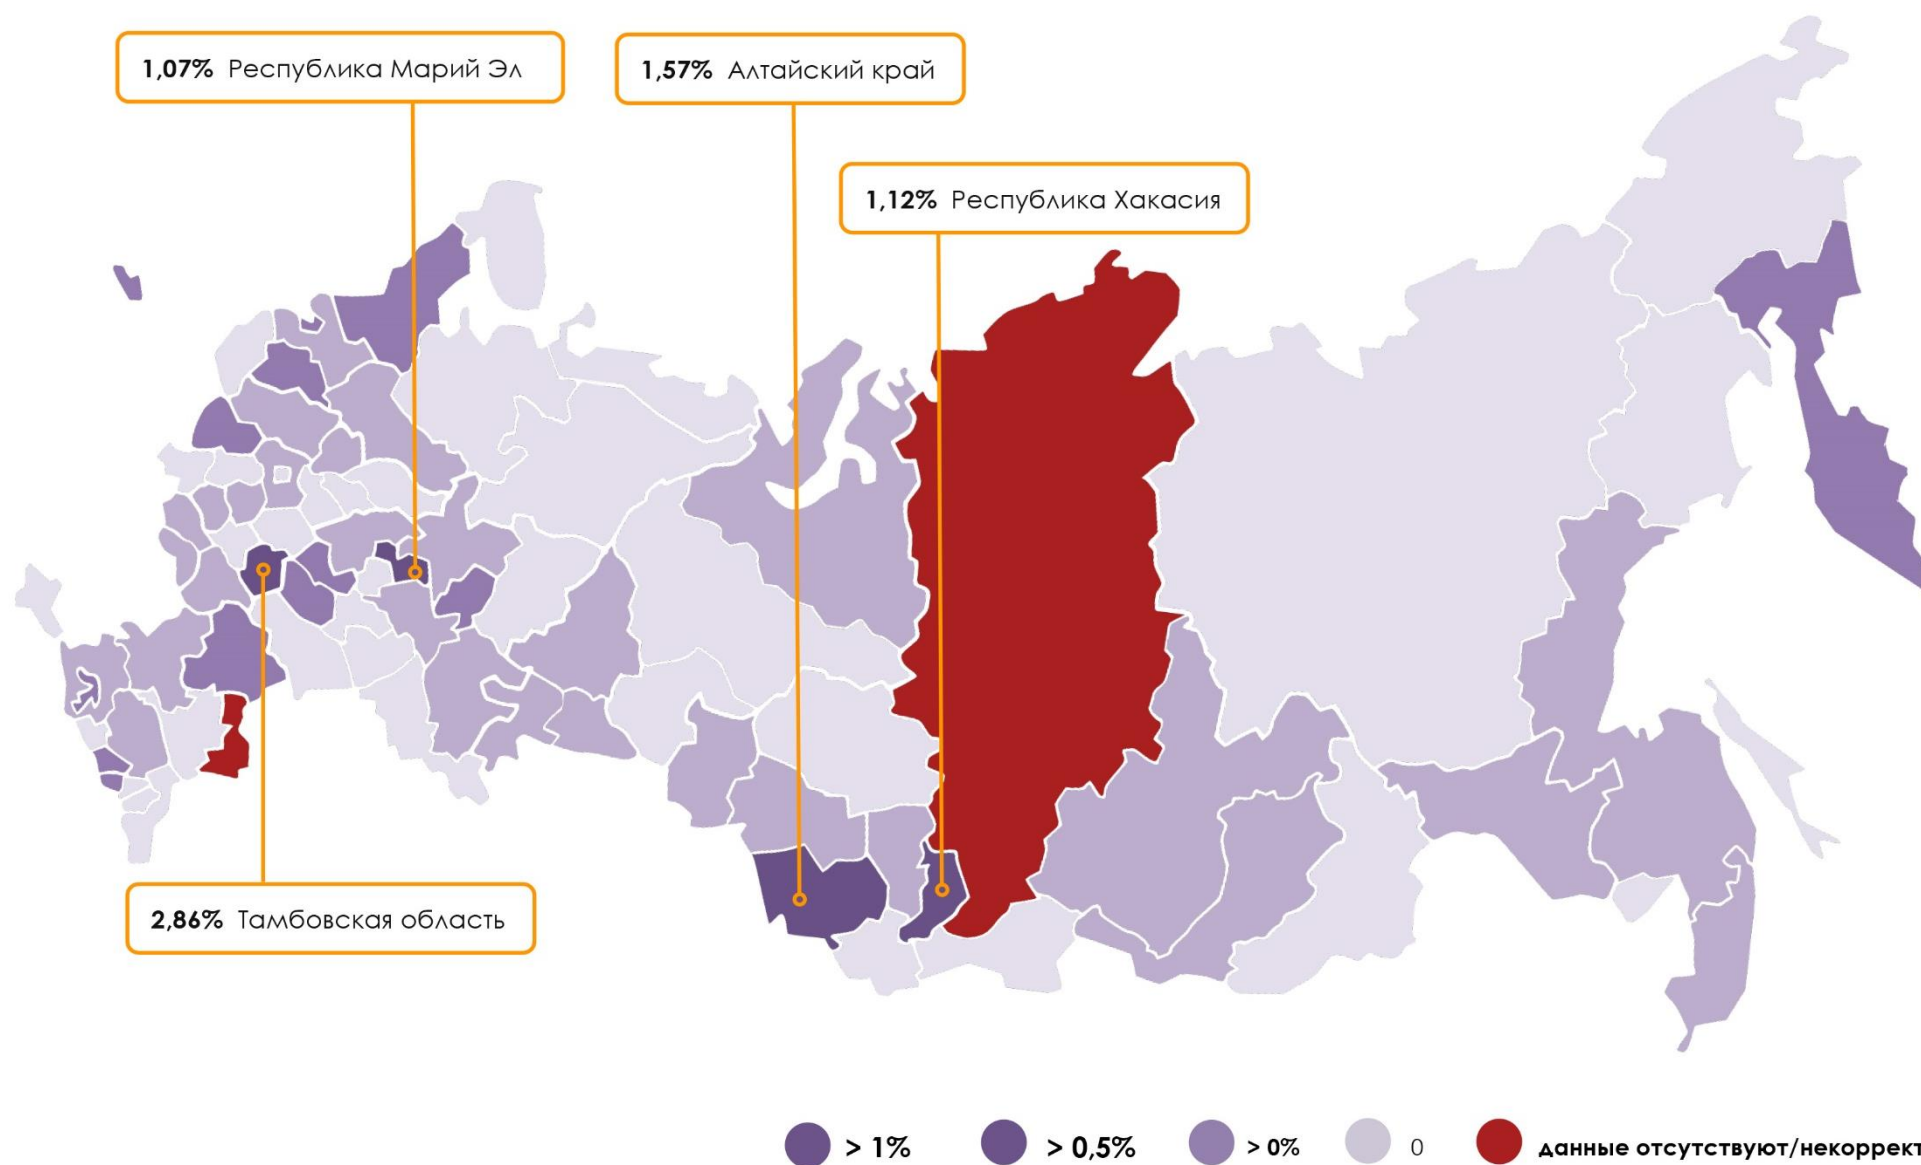 1,07% Республика Марий Эл
1,57% Алтайский край
1,12% Республика Хакасия
2,86% Тамбовская область
> 1%
> 0,5%
> 0%
0
данные отсутствуют/некоррект